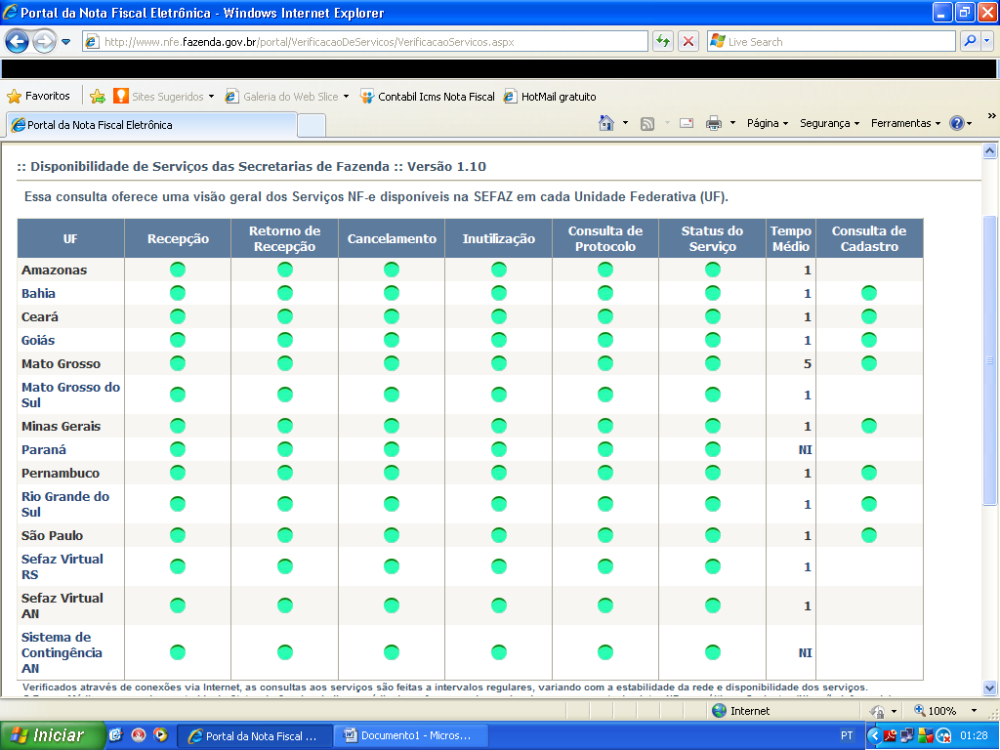 Portal da Nota Fiscal Eletrônica - Windows Internet Explorer
http://www.nfe.fazenda.gov.br/portal/VerificacaoDeServicos/VerificacaoServicos.aspx
Live Search
Favoritos
Sites Sugeridos
Galeria do Web Slice
Contabil Icms Nota Fiscal
HotMail gratuito
Portal da Nota Fiscal Eletrônica
Página
Segurança
Ferramentas
:: Disponibilidade de Serviços das Secretarias de Fazenda :: Versão 1.10
Essa consulta oferece uma visão geral dos Serviços NF-e disponíveis na SEFAZ em cada Unidade Federativa (UF).
UF Recepção Retorno de Recepção Cancelamento Inutilização Consulta de Protocolo Status do Serviço Tempo Médio Consulta de Cadastro
Amazonas 1
Bahia 1
Ceará 1
Goiás 1
Mato Grosso 5
Mato Grosso do
Sul 1
Minas Gerais 1
Paraná NI
Pernambuco 1
Rio Grande do
Sul 1
São Paulo 1
Sefaz Virtual
RS 1
Sefaz Virtual
AN 1
Sistema de
Contingência NI
AN
Verificados através de conexões via Internet, as consultas aos serviços são feitas a intervalos regulares, variando com a estabilidade da rede e disponibilidade dos serviços.
Internet
100%
Iniciar
Portal da Nota Fiscal ...
Documento1 - Micros...
PT
01:28